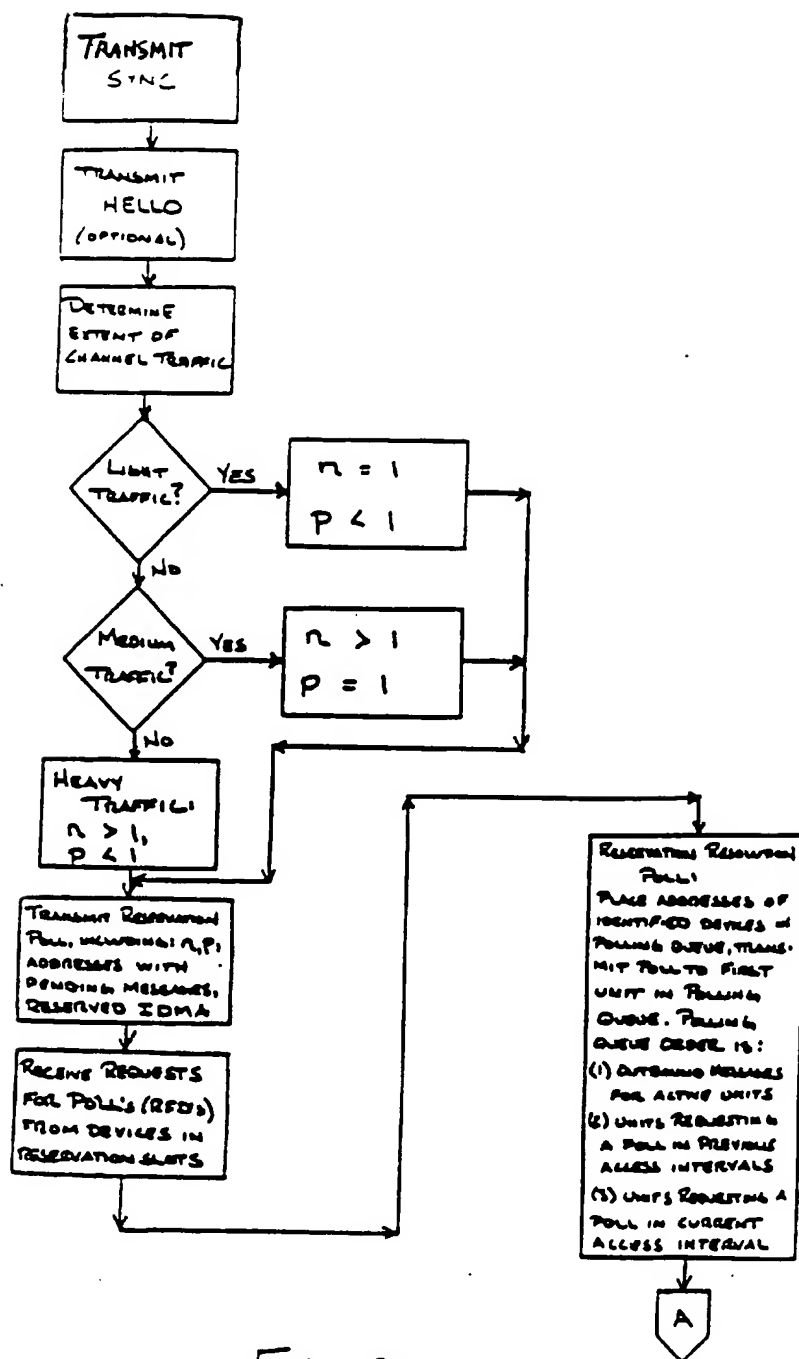 TRANSMIT
SYNC
TRANSMIT
HELLO
(OPTIONAL)
DETERMINE
EXTENT OF
CHANNEL TRAFFIC
LIGHT
TRAFFIC?
YES
n = 1
P < 1
NO
MEDIUM
TRAFFIC?
YES
n > 1
P = 1
NO
HEAVY
TRAFFIC:
n > 1,
P < 1
TRANSMIT RESERVATION
POLL, INCLUDING: n, P,
ADDRESSES WITH
PENDING MESSAGES,
RESERVED IDMA
RECEIVE REQUESTS
FOR POLL'S
FROM DEVICES IN
RESERVATION SLOTS
RESERVATION RESOLUTION
POLL:
PLACE ADDRESSES OF
IDENTIFIED DEVICES IN
POLLING QUEUE, TRANS-
MIT POLL TO FIRST
UNIT IN POLLING
QUEUE. POLLING
QUEUE ORDER IS:
(1) OUTBOUND MESSAGES
FOR ACTIVE UNITS
(2) UNITS REQUESTING
A POLL IN PREVIOUS
ACCESS INTERVALS
(3) UNITS REQUESTING A
POLL IN CURRENT
ACCESS INTERVAL
A